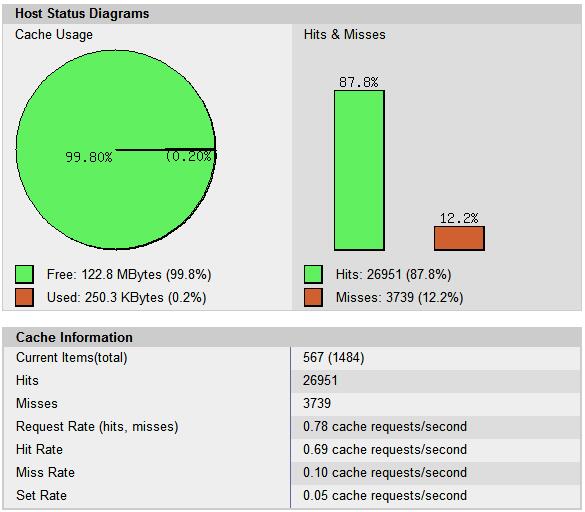 Host Status Diagrams
Cache Usage
Hits & Misses
99.80%
(0.20%
87.8%
12.2%
Free: 122.8 MBytes (99.8%)
Used: 250.3 KBytes (0.2%)
Hits: 26951 (87.8%)
Misses: 3739 (12.2%)
Cache Information
Current Items(total) 567 (1484)
Hits 26951
Misses 3739
Request Rate (hits, misses) 0.78 cache requests/second
Hit Rate 0.69 cache requests/second
Miss Rate 0.10 cache requests/second
Set Rate 0.05 cache requests/second